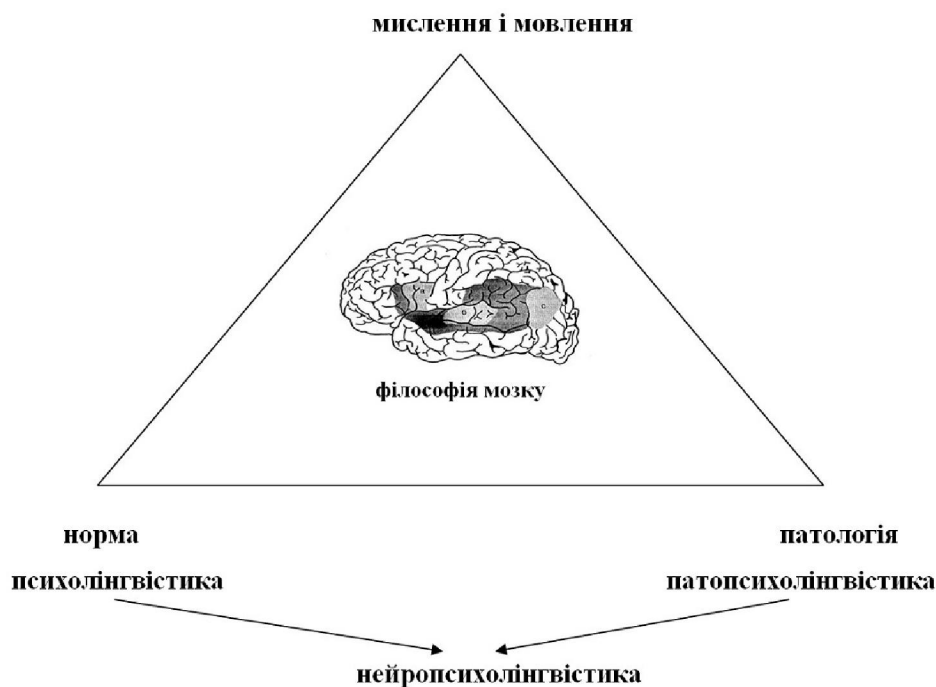 мислення і мовлення
філософія мозку
норма
патологія
психолінгвістика
патопсихолінгвістика
нейропсихолінгвістика